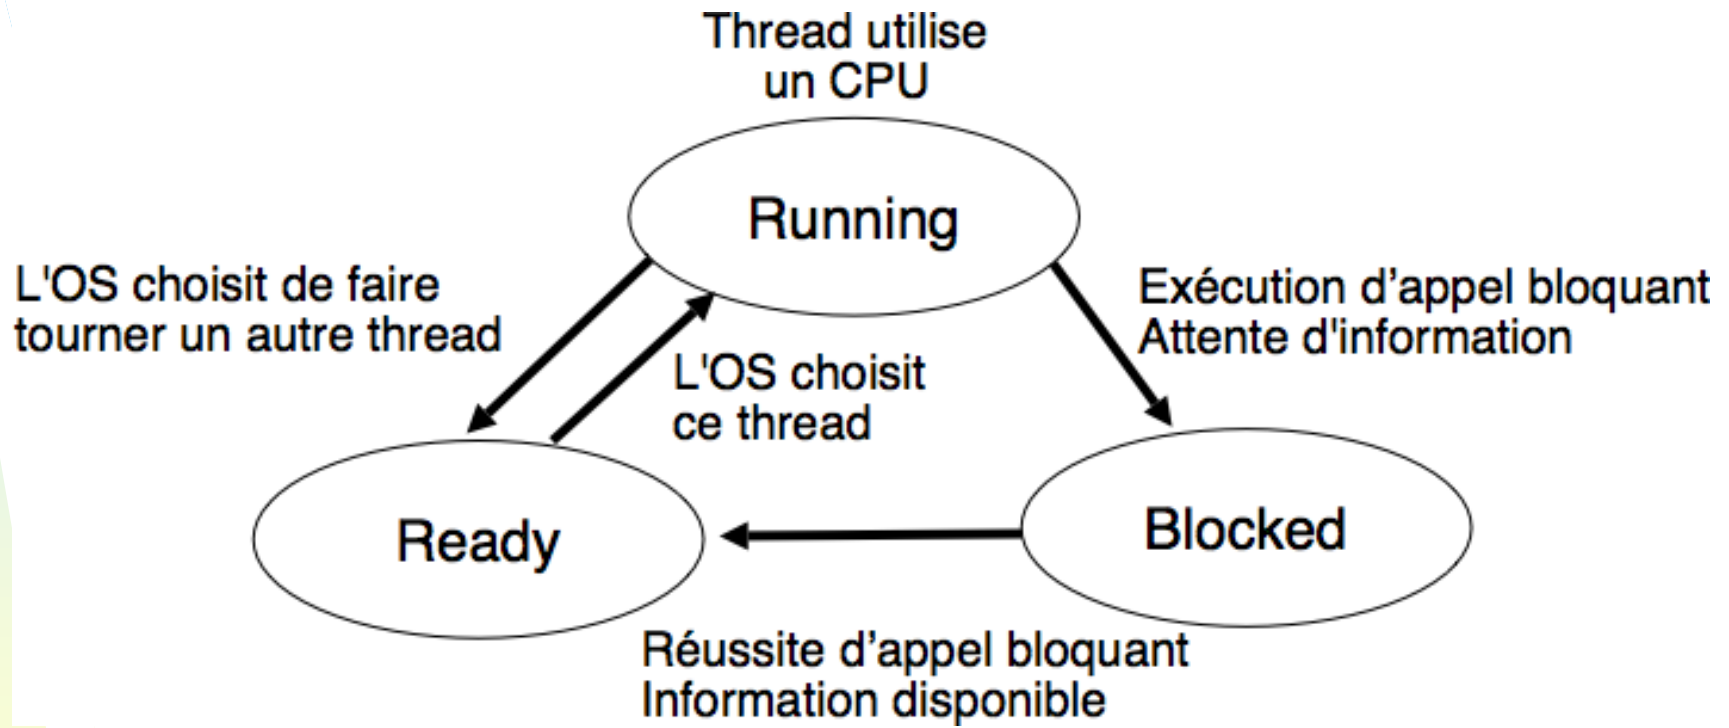 Thread utilise
un CPU
Running
L'OS choisit de faire
tourner un autre thread
Exécution d’appel bloquant
Attente d'information
L'OS choisit
ce thread
Ready
Blocked
Réussite d’appel bloquant
Information disponible